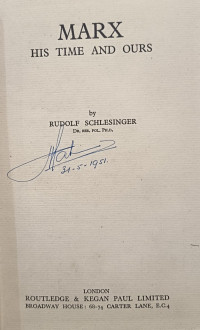 MARX
HIS TIME AND OURS
by
RUDOLF SCHLESINGER
DR. RER. POL. PH.D.
31-5-1951.
LONDON
ROUTLEDGE & KEGAN PAUL LIMITED
BROADWAY HOUSE: 68-74 CARTER LANE, E.C.4